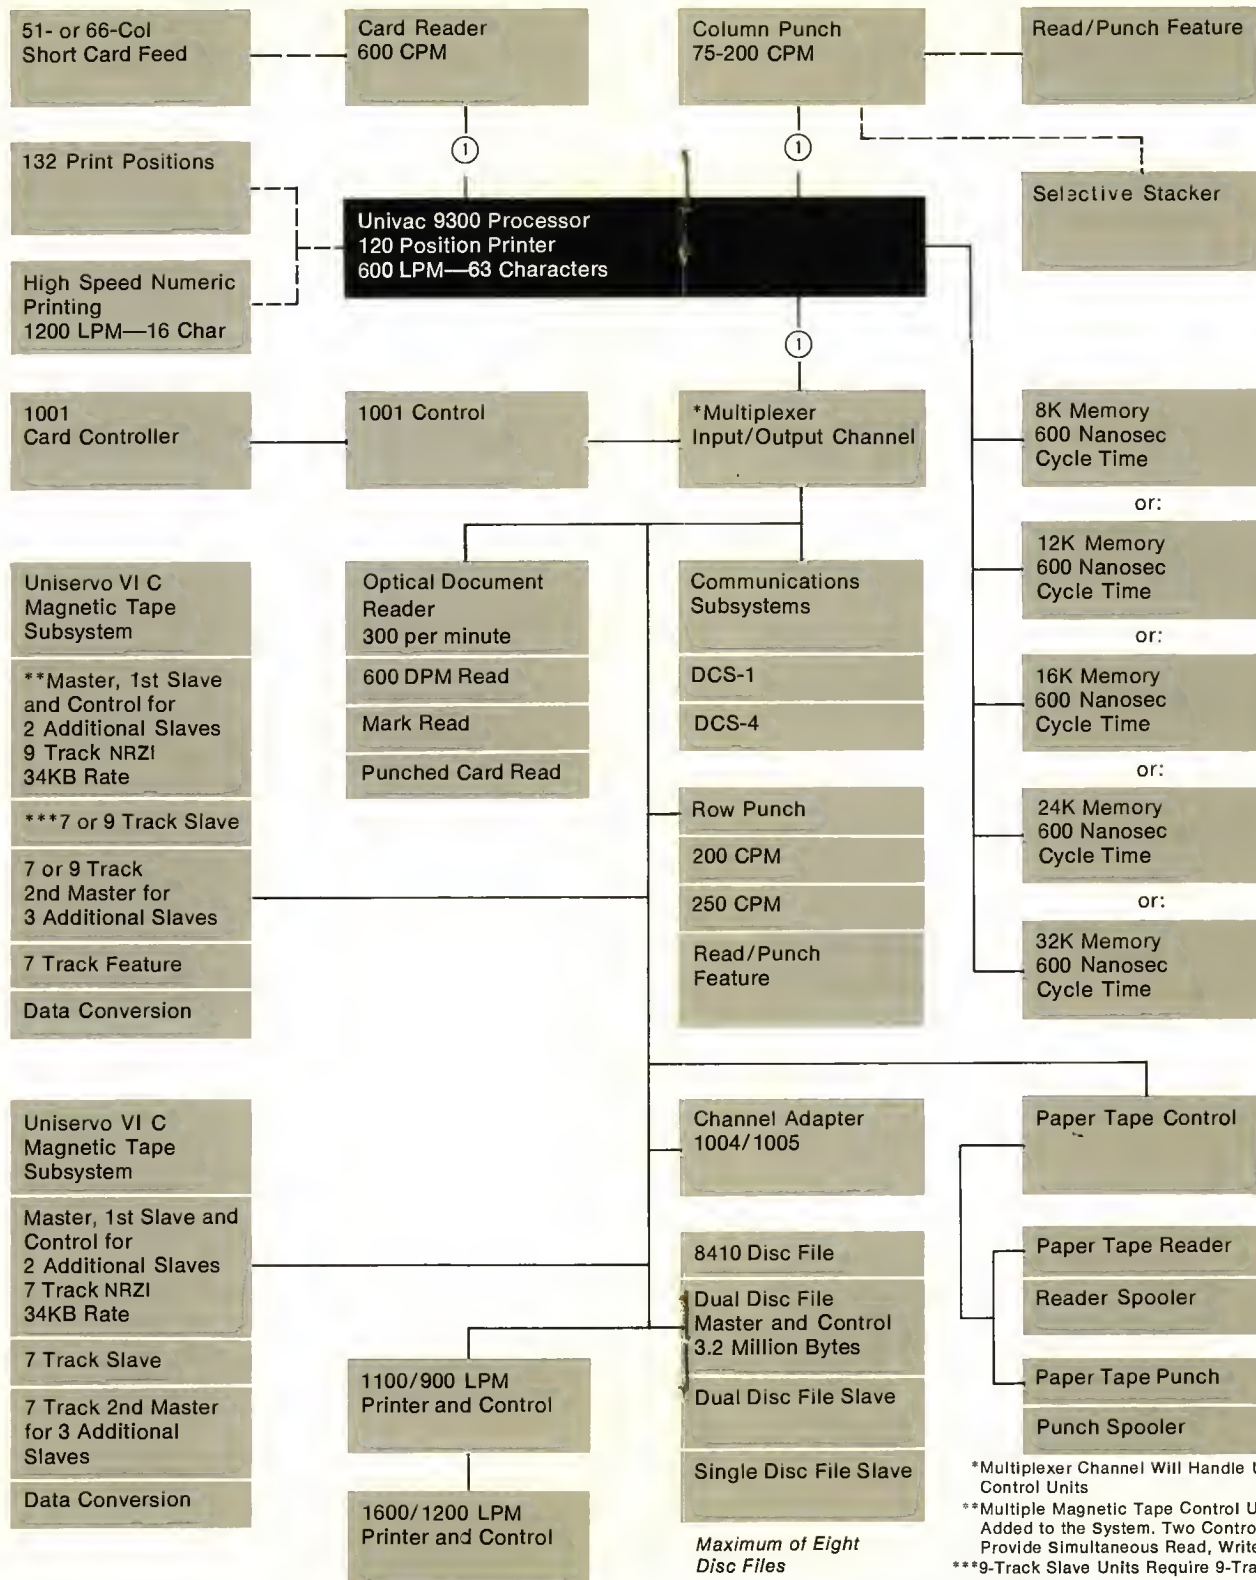 51- or 66-Col
Short Card Feed
Card Reader
600 CPM
Column Punch
75-200 CPM
Read/Punch Feature
1
1
132 Print Positions
Selective Stacker
Univac 9300 Processor
120 Position Printer
600 LPM—63 Characters
High Speed Numeric
Printing
1200 LPM—16 Char
1
1001
Card Controller
1001 Control
*Multiplexer
Input/Output Channel
8K Memory
600 Nanosec
Cycle Time
or:
12K Memory
600 Nanosec
Cycle Time
or:
16K Memory
600 Nanosec
Cycle Time
or:
24K Memory
600 Nanosec
Cycle Time
or:
32K Memory
600 Nanosec
Cycle Time
Uniservo VI C
Magnetic Tape
Subsystem
**Master, 1st Slave
and Control for
2 Additional Slaves
9 Track NRZI
34KB Rate
***7 or 9 Track Slave
7 or 9 Track
2nd Master for
3 Additional Slaves
7 Track Feature
Data Conversion
Optical Document
Reader
300 per minute
600 DPM Read
Mark Read
Punched Card Read
Communications
Subsystems
DCS-1
DCS-4
Row Punch
200 CPM
250 CPM
Read/Punch
Feature
Uniservo VI C
Magnetic Tape
Subsystem
Master, 1st Slave and
Control for
2 Additional Slaves
7 Track NRZI
34KB Rate
7 Track Slave
7 Track 2nd Master
for 3 Additional
Slaves
Data Conversion
1100/900 LPM
Printer and Control
1600/1200 LPM
Printer and Control
Channel Adapter
1004/1005
8410 Disc File
Dual Disc File
Master and Control
3.2 Million Bytes
Dual Disc File Slave
Single Disc File Slave
Maximum of Eight
Disc Files
Paper Tape Control
Paper Tape Reader
Reader Spooler
Paper Tape Punch
Punch Spooler
*Multiplexer Channel Will Handle
Control Units
**Multiple Magnetic Tape Control
Added to the System. Two
Provide Simultaneous Read, Write
***9-Track Slave Units Require